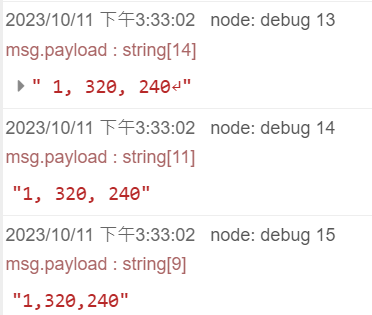 2023/10/11 下午3:33:02 node: debug 13
msg.payload : string[14]
" 1, 320, 240↵"
2023/10/11 下午3:33:02 node: debug 14
msg.payload : string[11]
"1, 320, 240"
2023/10/11 下午3:33:02 node: debug 15
msg.payload : string[9]
"1,320,240"